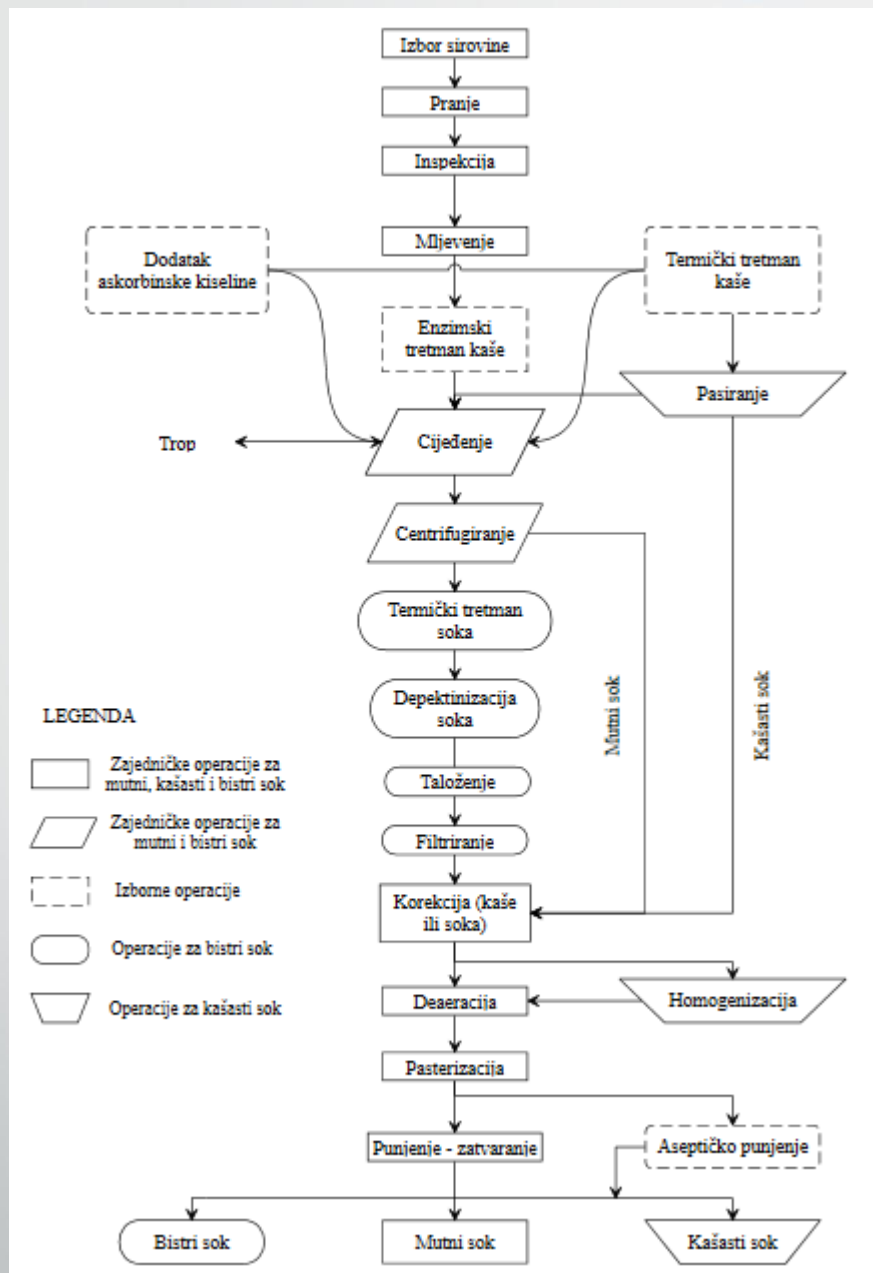 Izbor sirovine
Pranje
Inspekcija
Mljevenje
Dodatak
askorbinske kiseline
Termički tretman
kaše
Enzimski
tretman kaše
Pasiranje
Trop
Cijeđenje
Centrifugiranje
Termički tretman
soka
Depektinizacija
soka
Taloženje
Filtriranje
Mutni sok
Kašasti sok
Korekcija (kaše
ili soka)
Deaeracija
Homogenizacija
Pasterizacija
Punjenje - zatvaranje
Aseptičko punjenje
Bistri sok
Mutni sok
Kašasti sok
LEGENDA
Zajedničke operacije za
mutni, kašasti i bistri sok
Zajedničke operacije za
mutni i bistri sok
Izborne operacije
Operacije za bistri sok
Operacije za kašasti sok